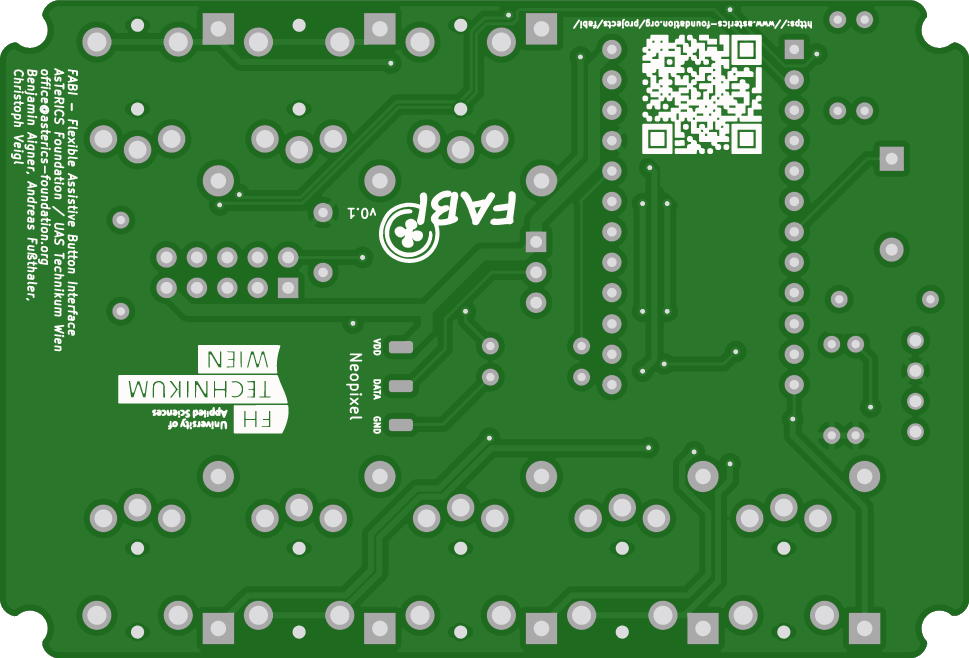 https://www.asterics-foundation.org/projects/fabi/
FABI - Flexible Assistive Button Interface
AsTeRICS Foundation / UAS Technikum Wien
office@asterics-foundation.org
Benjamin Aigner, Andreas Fußthaler,
Christoph Veigl
FABI
v0.1
VDD
DATA
GND
Neopixel
FH
University of
Applied Sciences
TECHNIKUM
WIEN